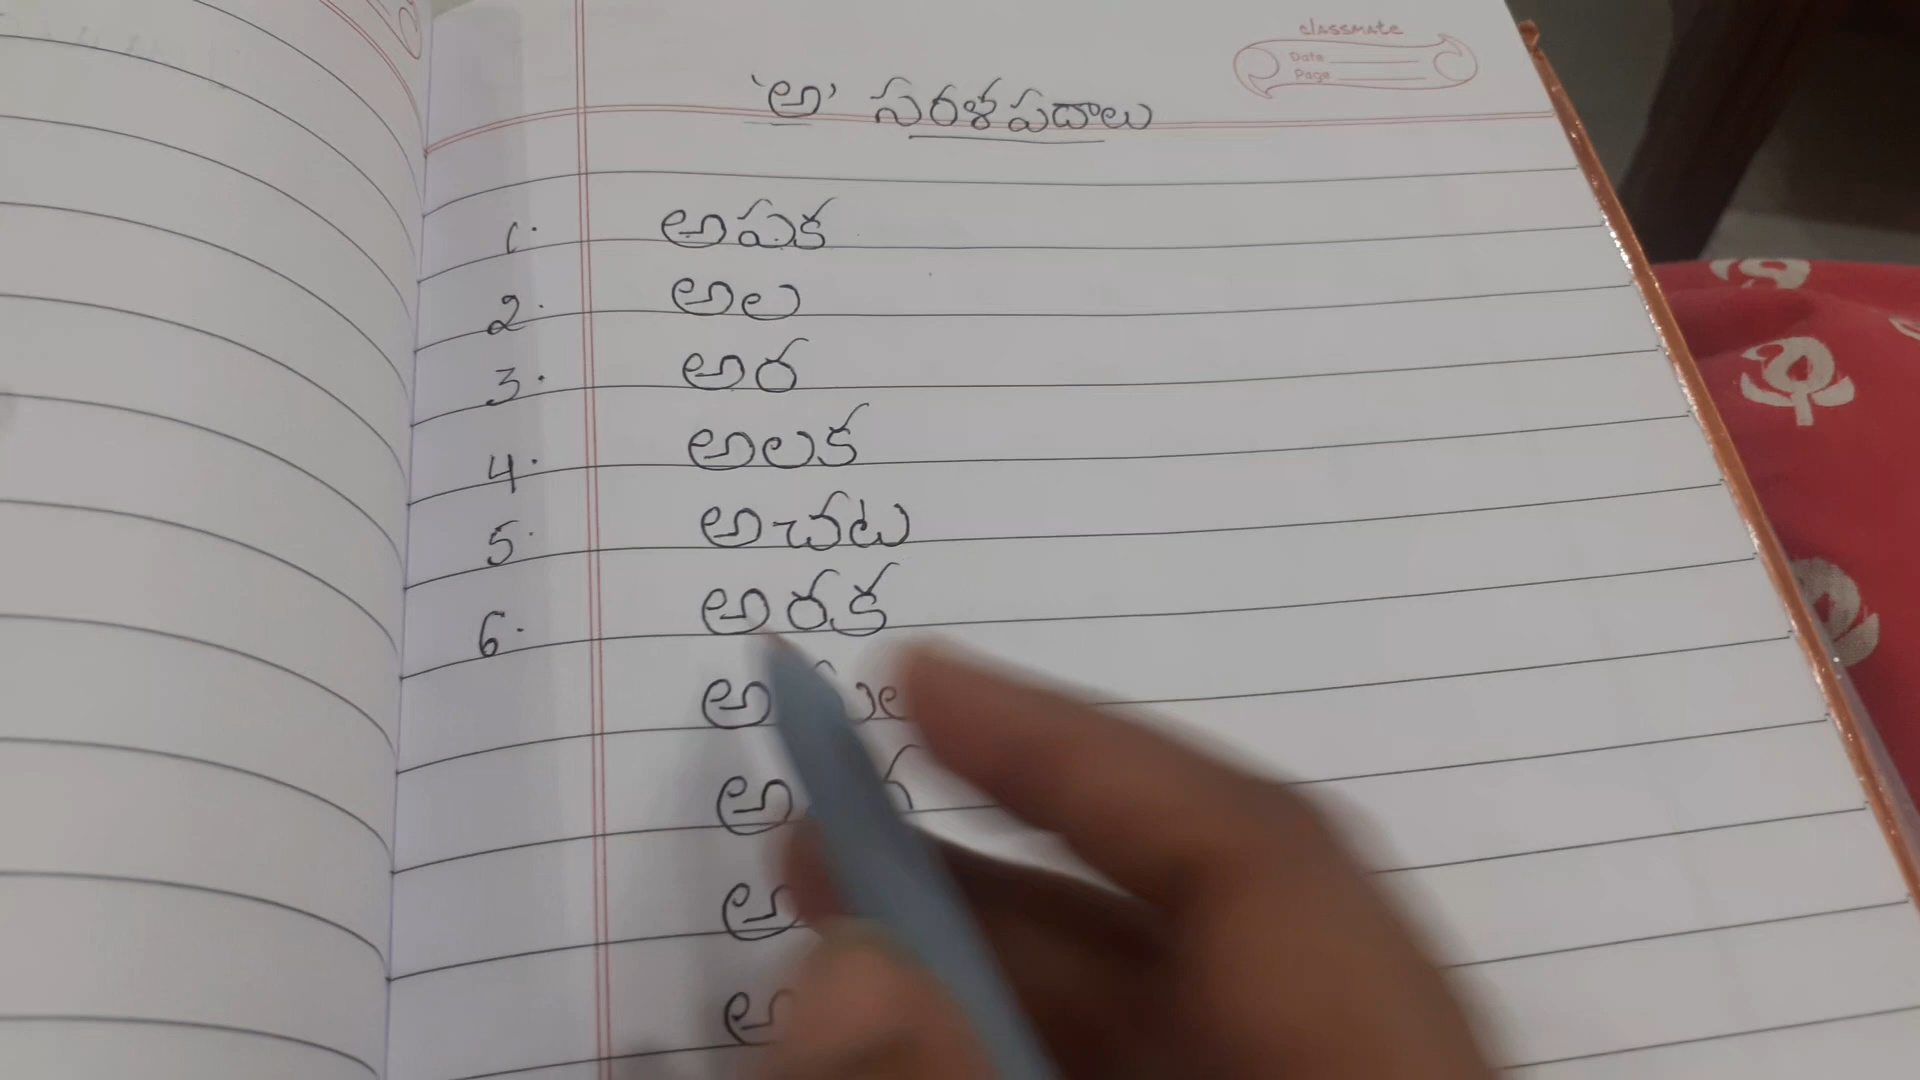 classmate
Date
Page
'అ' సరళ పదాలు
1. అపక
2. అల
3. అర
4. అలక
5. అచటు
6. అరక